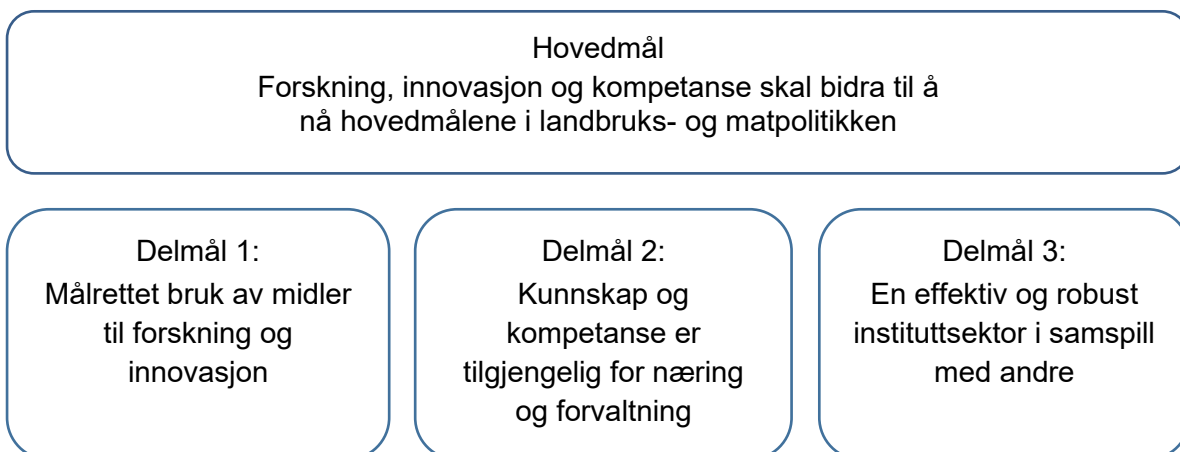 Hovedmål
Forskning, innovasjon og kompetanse skal bidra til å
nå hovedmålene i landbruks- og matpolitikken
Delmål 1:
Målrettet bruk av midler
til forskning og
innovasjon
Delmål 2:
Kunnskap og
kompetanse er
tilgjengelig for næring
og forvaltning
Delmål 3:
En effektiv og robust
instituttsektor i samspill
med andre